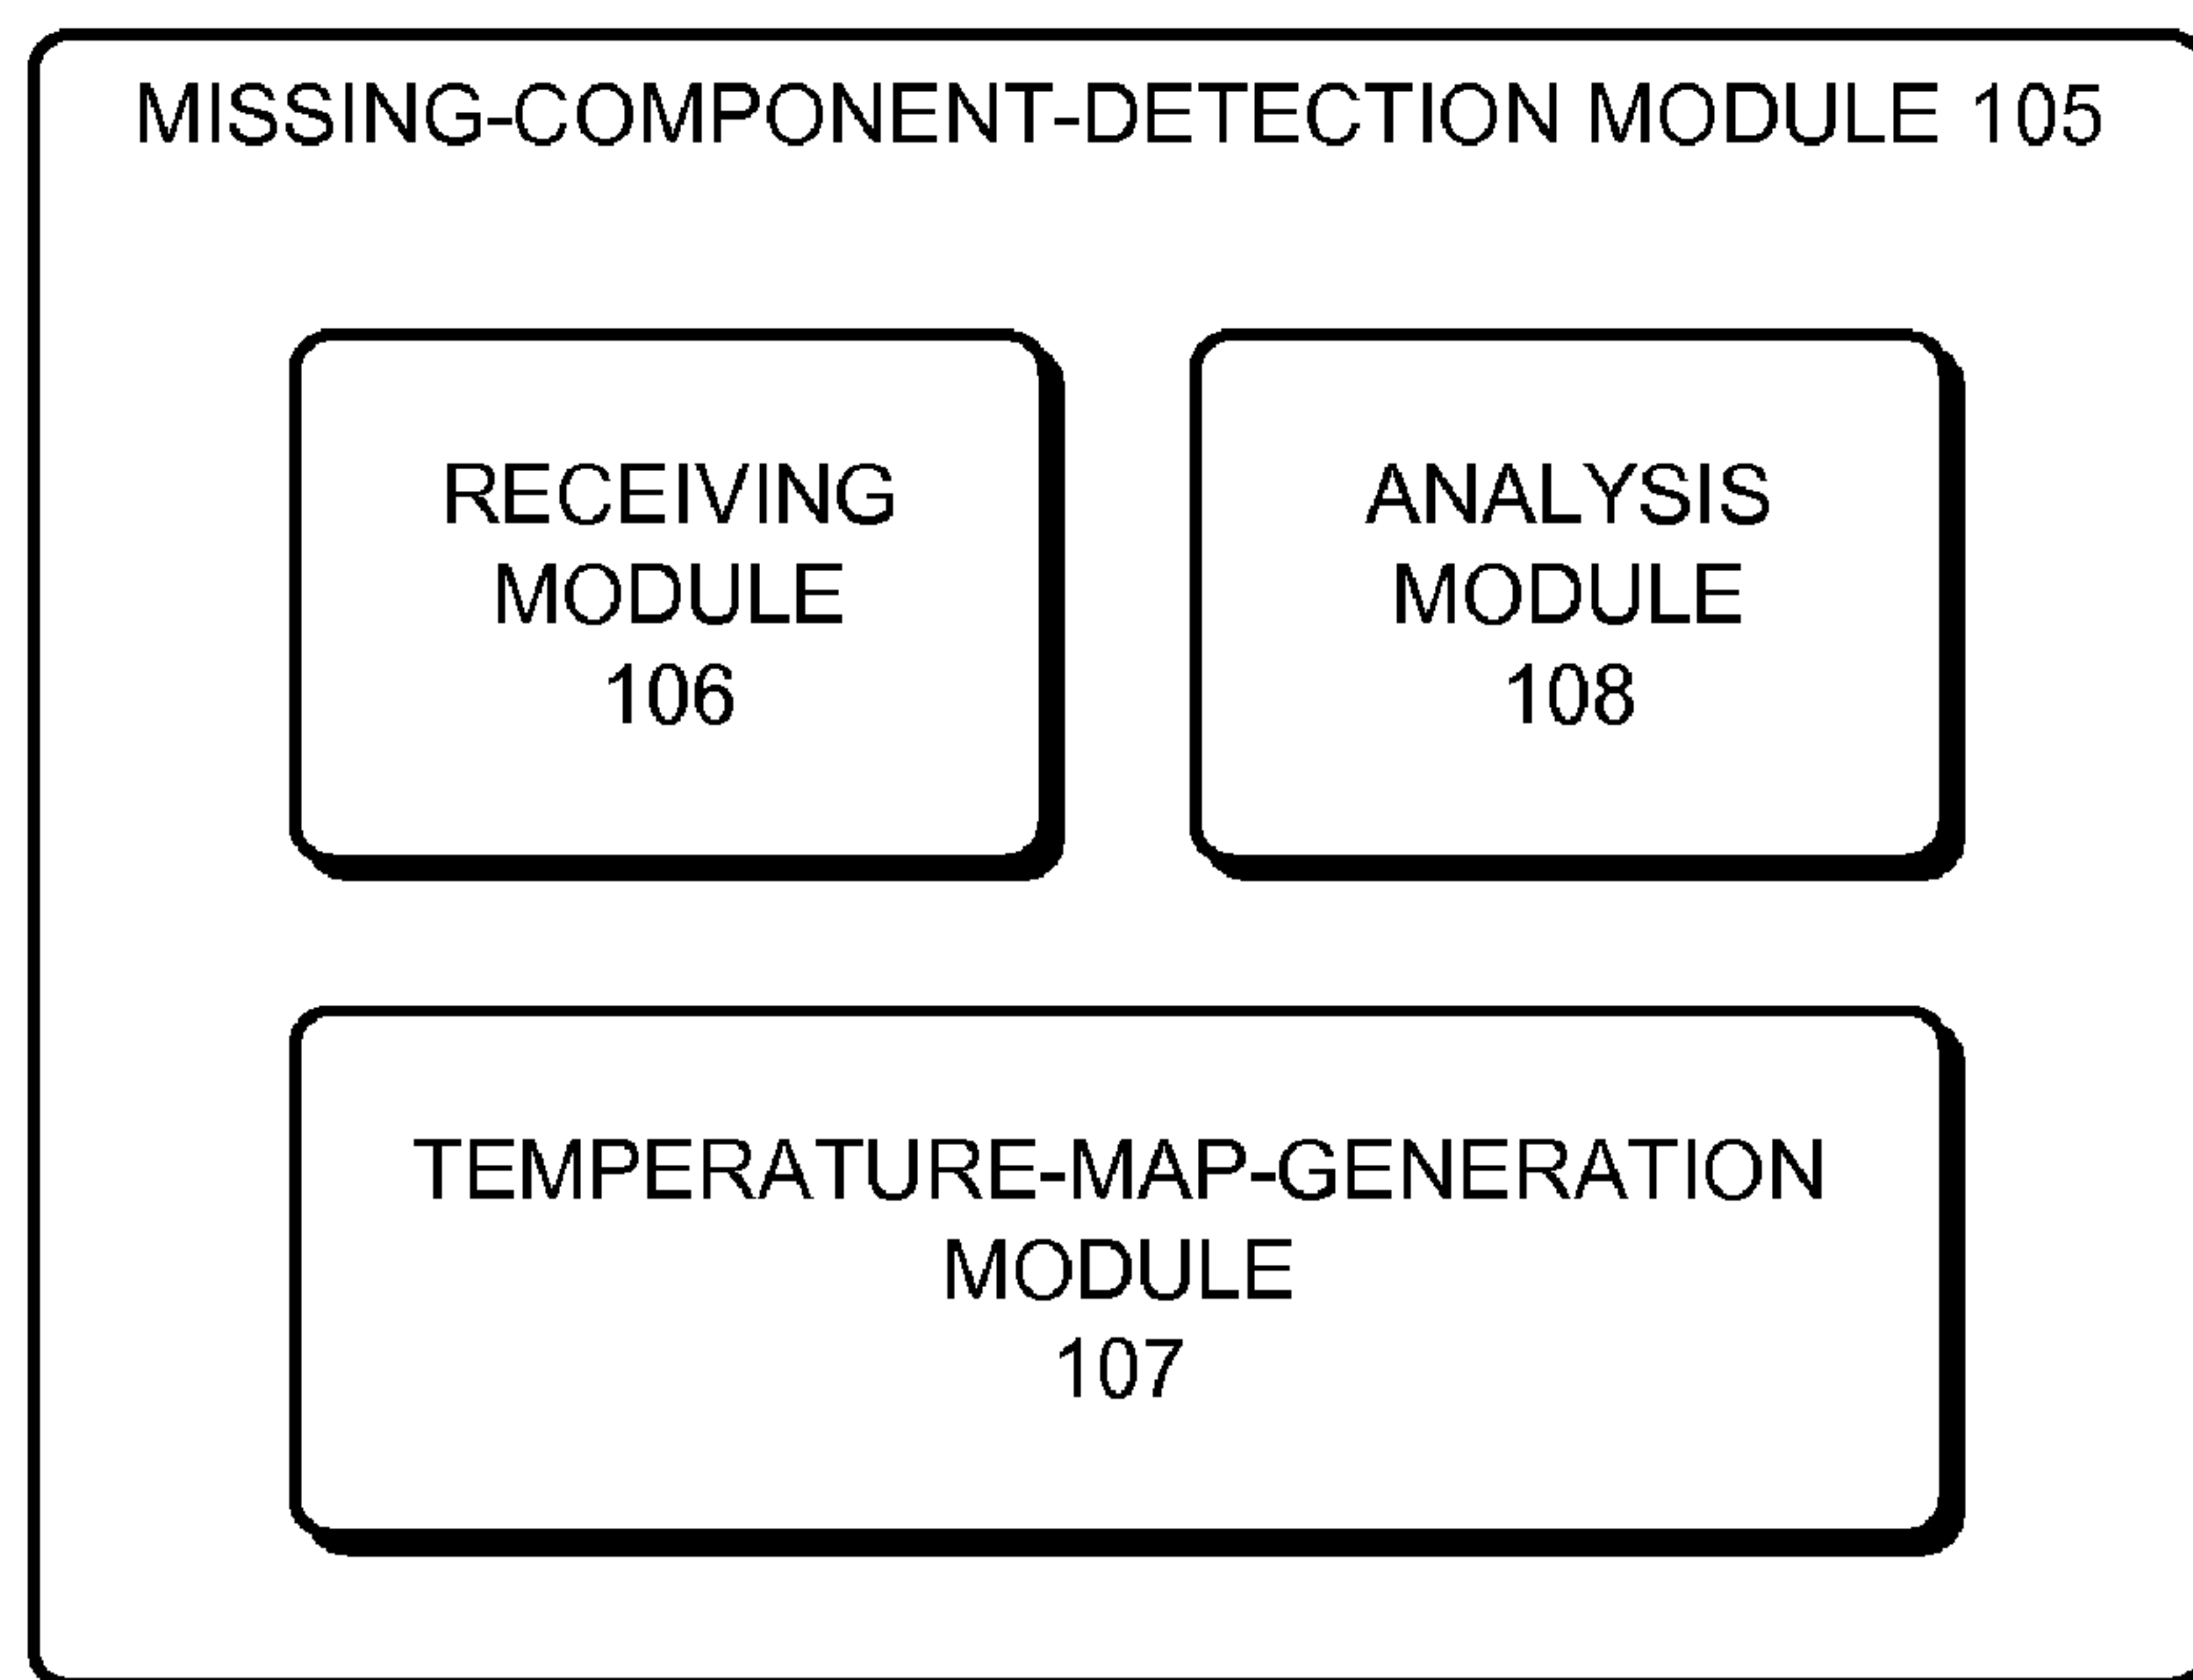 MISSING-COMPONENT-DETECTION MODULE 105
RECEIVING
MODULE
106
ANALYSIS
MODULE
108
TEMPERATURE-MAP-GENERATION
MODULE
107